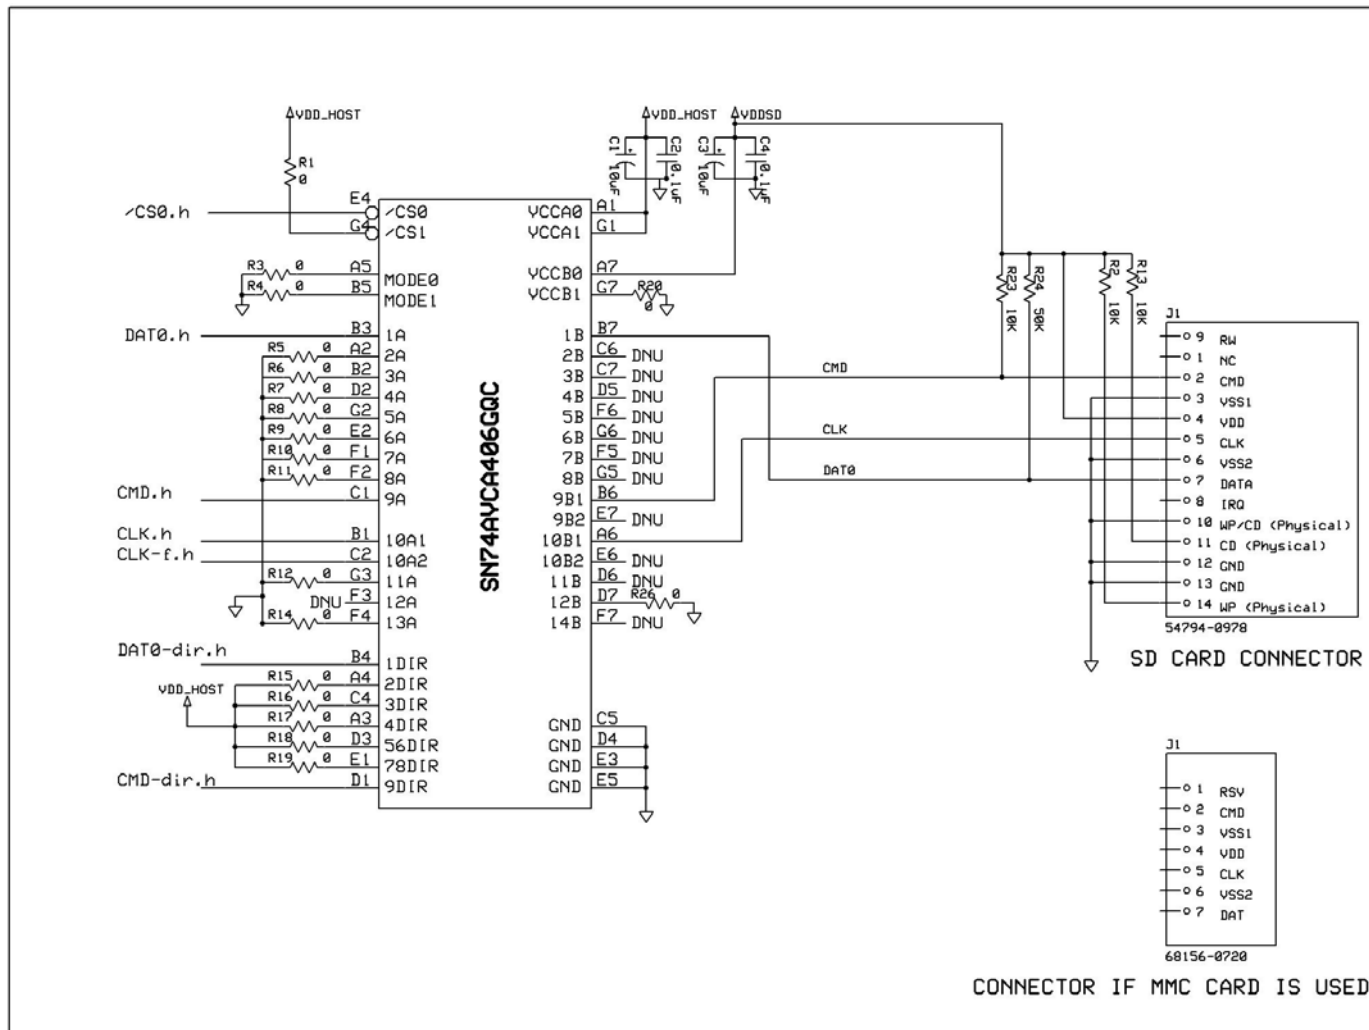 VDD_HOST
VDD_HOST
VDDSD
R1
0
C1
10uF
C2
0.1uF
C3
10uF
C4
0.1uF
/CS0.h
E4
/CS0
G4
/CS1
VCCA0
A1
VCCA1
G1
R3 0
A5
MODE0
R4 0
B5
MODE1
VCCB0
A7
VCCB1
G7
R20
0
R23
10K
R24
50K
R2
10K
R13
10K
DAT0.h
B3
1A
1B
B7
R5 0
A2
2A
2B
C6
DNU
R6 0
B2
3A
3B
C7
DNU
R7 0
D2
4A
4B
D5
DNU
R8 0
G2
5A
5B
F6
DNU
R9 0
E2
6A
6B
G6
DNU
R10 0
F1
7A
7B
F5
DNU
R11 0
F2
8A
8B
G5
DNU
CMD.h
C1
9A
9B1
B6
9B2
E7
DNU
CLK.h
B1
10A1
10B1
A6
CLK-f.h
C2
10A2
10B2
E6
DNU
R12 0
G3
11A
11B
D6
DNU
DNU
F3
12A
12B
D7
R26 0
R14 0
F4
13A
14B
F7
DNU
SN74AVCA406GQC
CMD
CLK
DAT0
DAT0-dir.h
B4
1DIR
VDD_HOST
R15 0
A4
2DIR
R16 0
C4
3DIR
R17 0
A3
4DIR
R18 0
D3
56DIR
R19 0
E1
78DIR
CMD-dir.h
D1
9DIR
GND
C5
GND
D4
GND
E3
GND
E5
J1
9 RW
1 NC
2 CMD
3 VSS1
4 VDD
5 CLK
6 VSS2
7 DATA
8 IRQ
10 WP/CD (Physical)
11 CD (Physical)
12 GND
13 GND
14 WP (Physical)
54794-0978
SD CARD CONNECTOR
J1
1 RSV
2 CMD
3 VSS1
4 VDD
5 CLK
6 VSS2
7 DAT
68156-0720
CONNECTOR IF MMC CARD IS USED